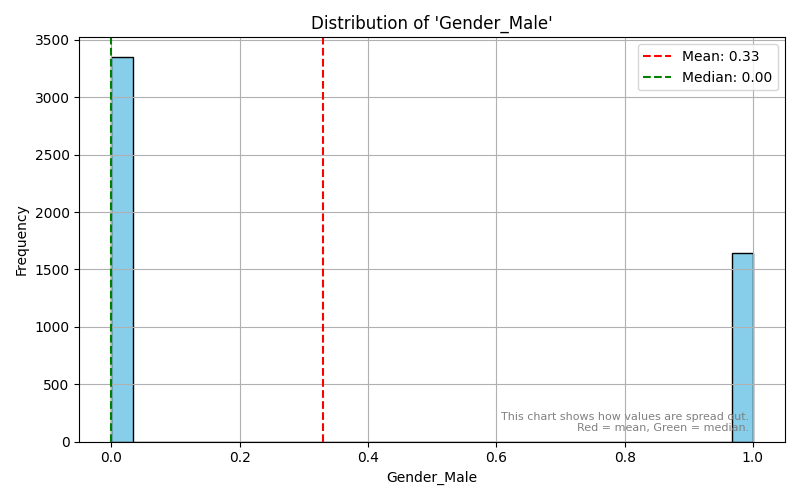 Distribution of 'Gender_Male'
3500
3000
2500
2000
1500
1000
500
0
Frequency
Mean: 0.33
Median: 0.00
This chart shows how values are spread out.
Red = mean, Green = median.
0.0 0.2 0.4 0.6 0.8 1.0
Gender_Male